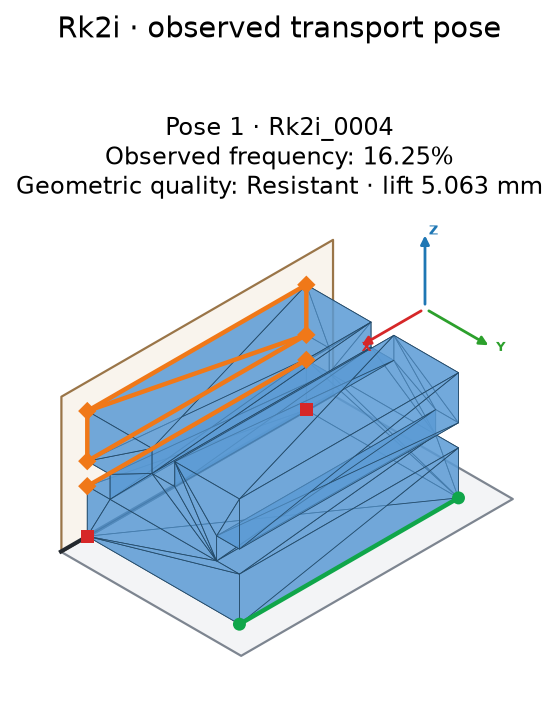 Rk2i · observed transport pose
Pose 1 · Rk2i_0004
Observed frequency: 16.25%
Geometric quality: Resistant · lift 5.063 mm
Z
Y